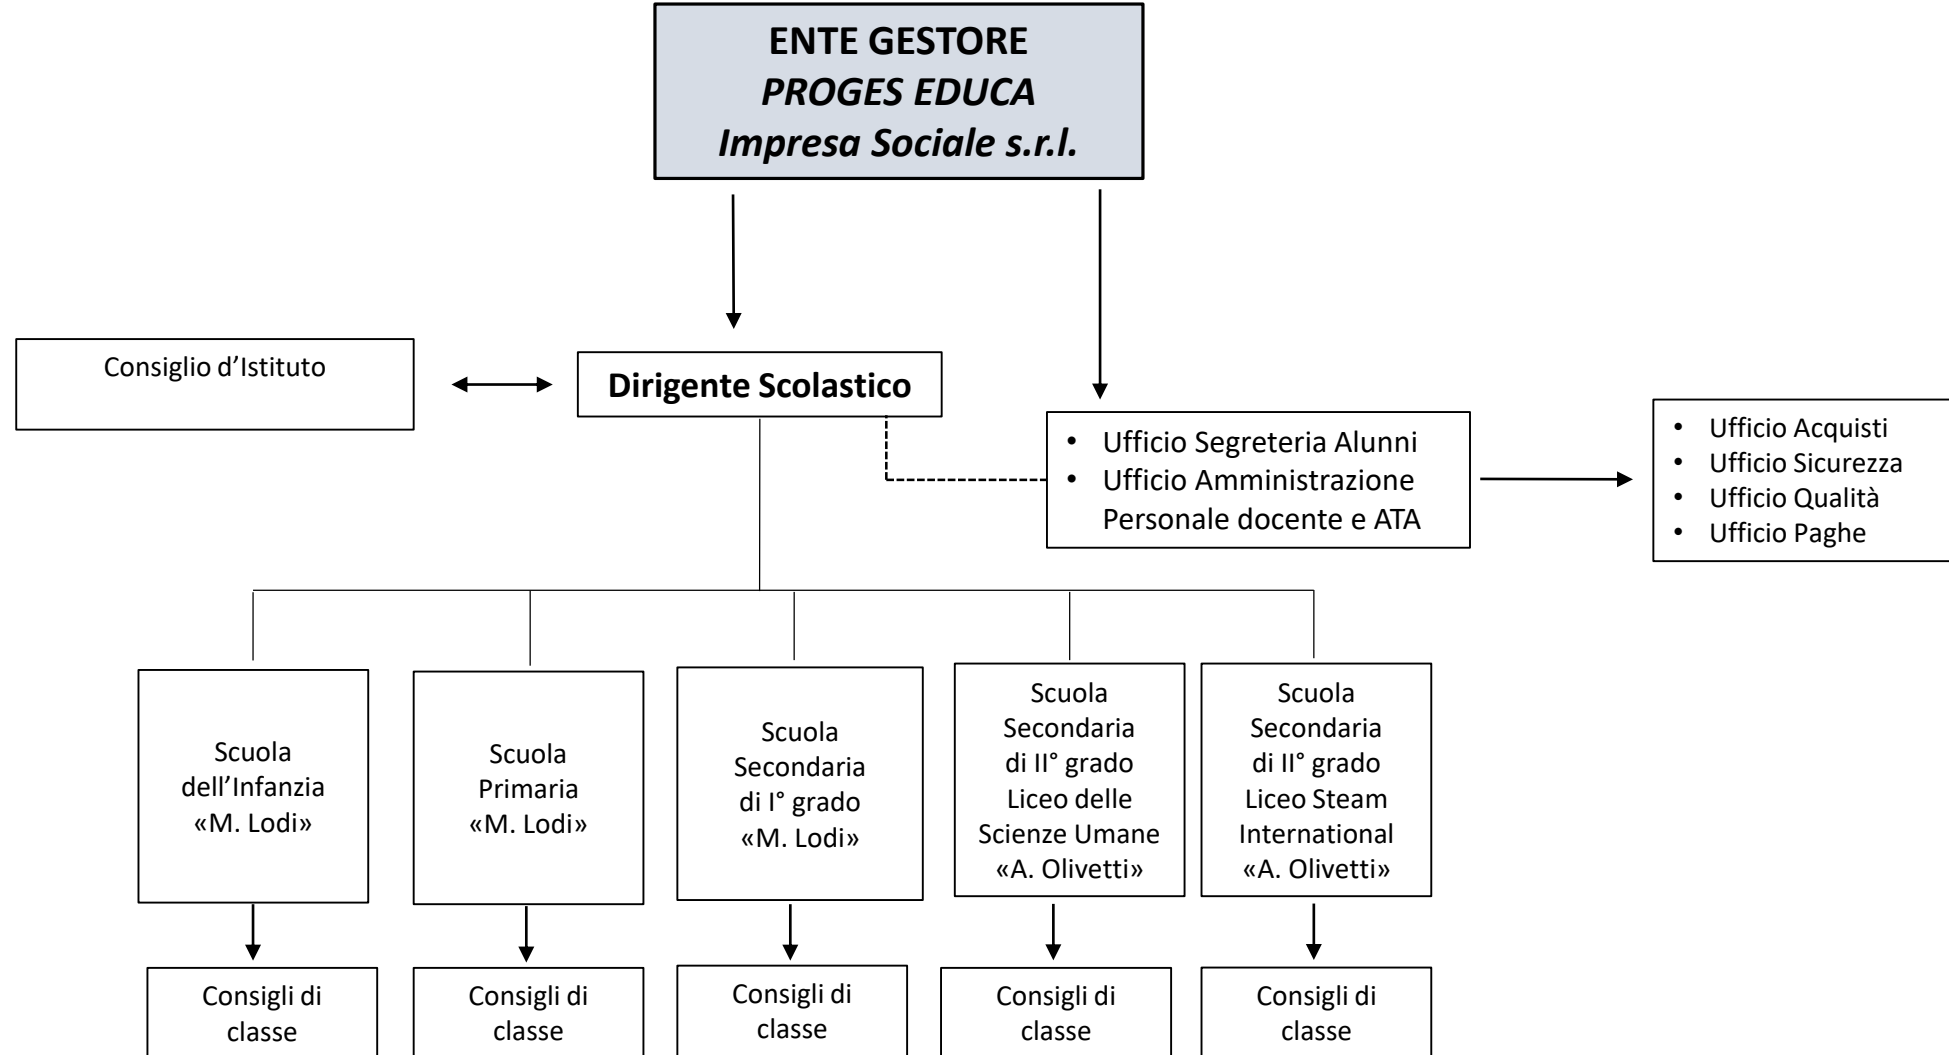 ENTE GESTORE
PROGES EDUCA
Impresa Sociale s.r.l.
Consiglio d’Istituto
Dirigente Scolastico
• Ufficio Segreteria Alunni
• Ufficio Amministrazione
Personale docente e ATA
• Ufficio Acquisti
• Ufficio Sicurezza
• Ufficio Qualità
• Ufficio Paghe
Scuola
dell’Infanzia
«M. Lodi»
Scuola
Primaria
«M. Lodi»
Scuola
Secondaria
di I° grado
«M. Lodi»
Scuola
Secondaria
di II° grado
Liceo delle
Scienze Umane
«A. Olivetti»
Scuola
Secondaria
di II° grado
Liceo Steam
International
«A. Olivetti»
Consigli di
classe
Consigli di
classe
Consigli di
classe
Consigli di
classe
Consigli di
classe